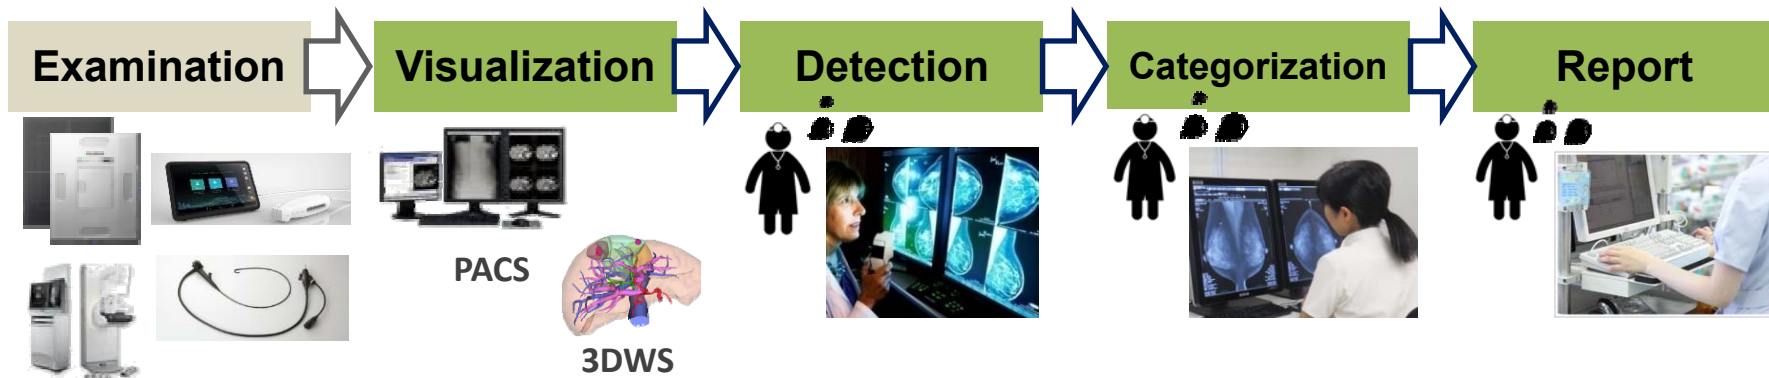 Examination
Visualization
Detection
Categorization
Report
PACS
3DWS